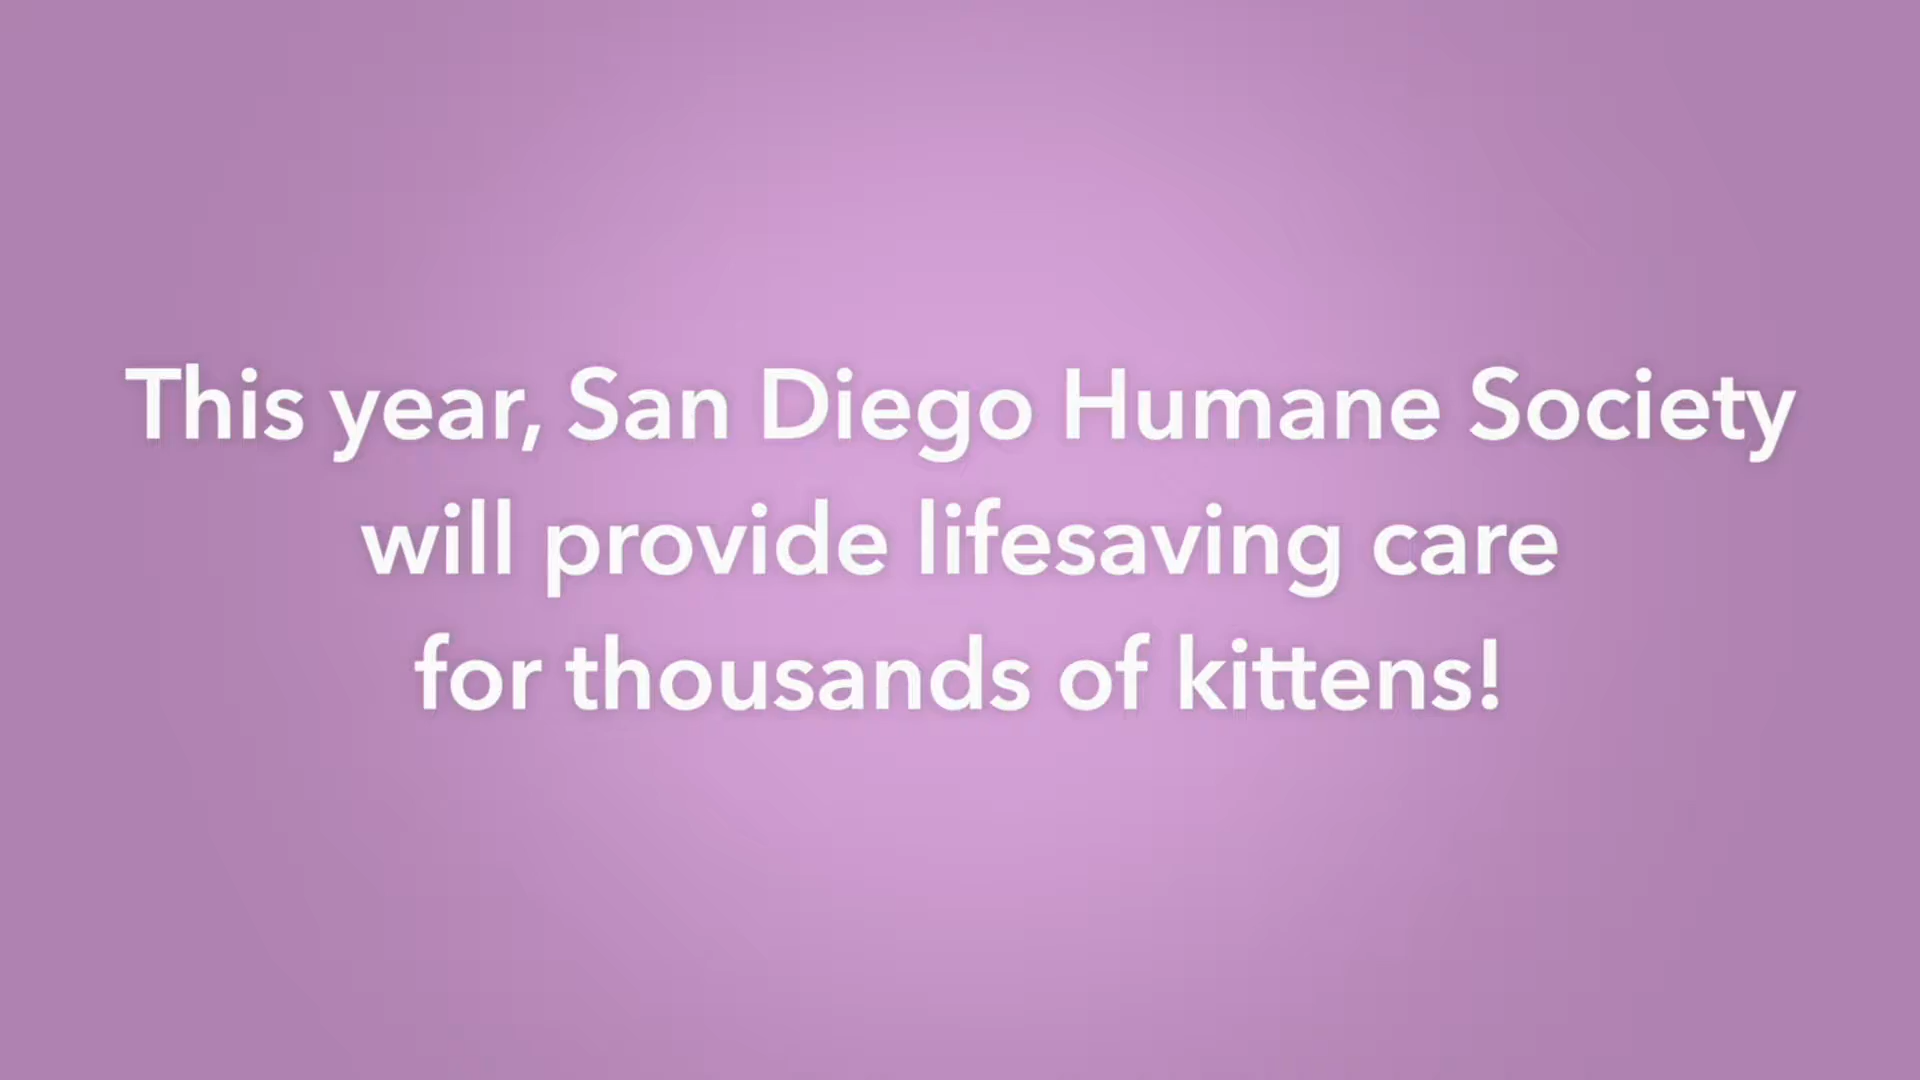 This year, San Diego Humane Society
will provide lifesaving care
for thousands of kittens!